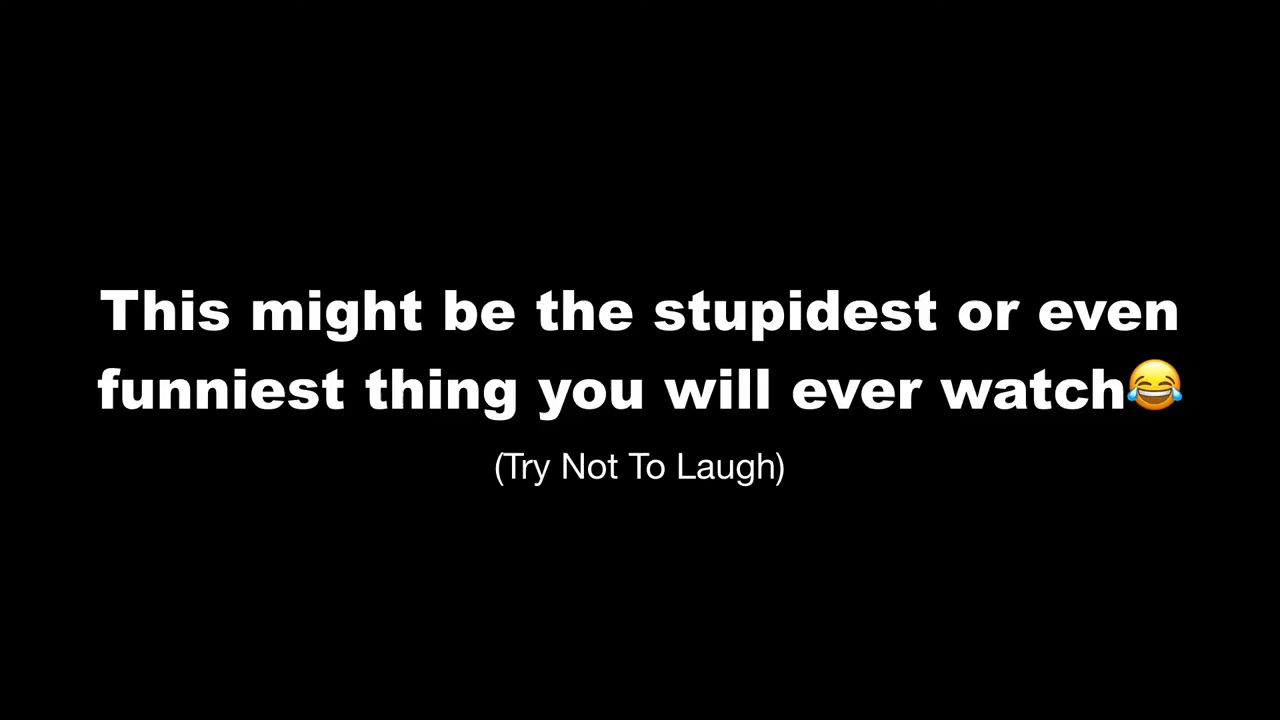 This might be the stupidest or even
funniest thing you will ever watch😂
(Try Not To Laugh)